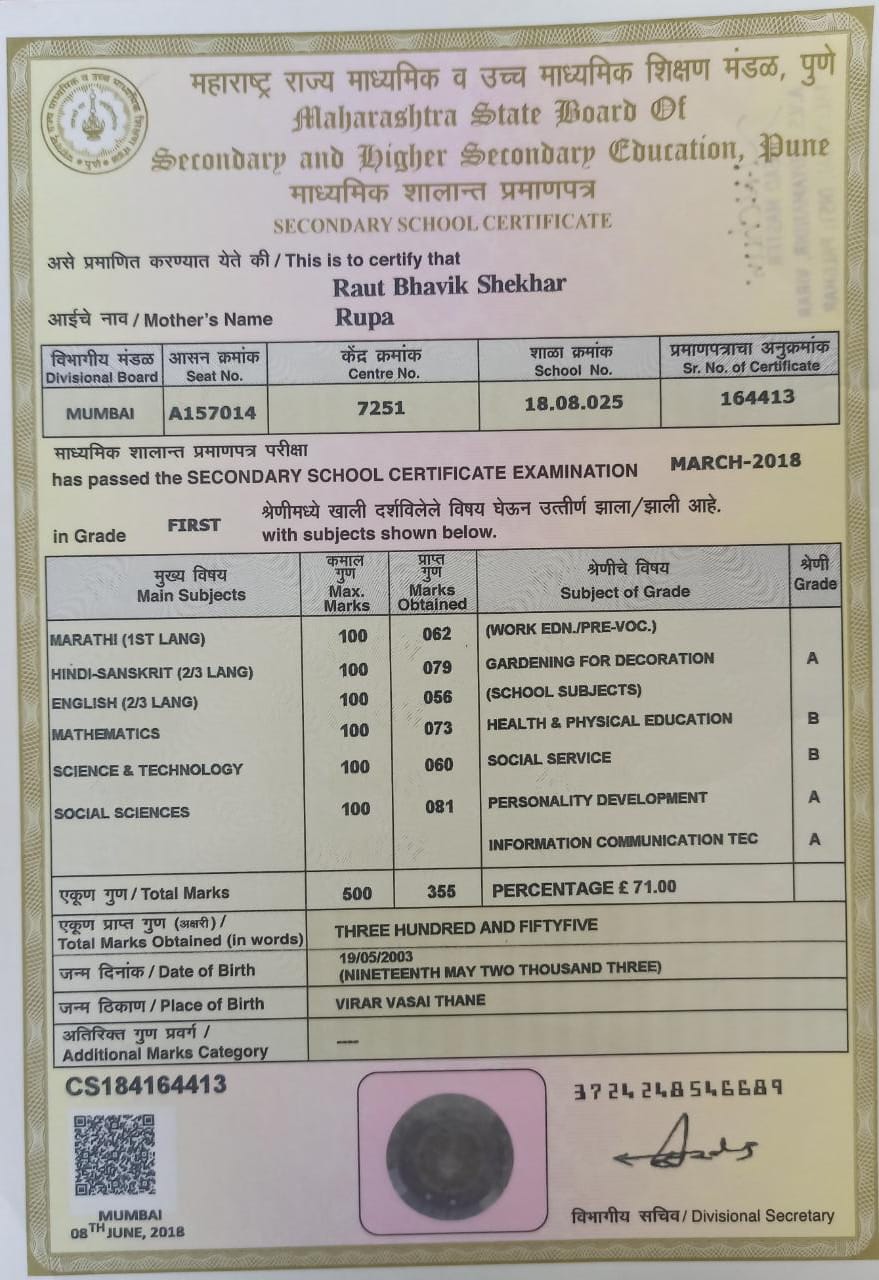 महाराष्ट्र राज्य माध्यमिक व उच्च माध्यमिक शिक्षण मंडळ, पुणे
Maharashtra State Board Of
Secondary and Higher Secondary Education, Pune
माध्यमिक शालान्त प्रमाणपत्र
SECONDARY SCHOOL CERTIFICATE
असे प्रमाणित करण्यात येते की / This is to certify that
Raut Bhavik Shekhar
आईचे नाव / Mother's Name Rupa
विभागीय मंडळ आसन क्रमांक केंद्र क्रमांक शाळा क्रमांक प्रमाणपत्राचा अनुक्रमांक
Divisional Board Seat No. Centre No. School No. Sr. No. of Certificate
MUMBAI A157014 7251 18.08.025 164413
माध्यमिक शालान्त प्रमाणपत्र परीक्षा
has passed the SECONDARY SCHOOL CERTIFICATE EXAMINATION MARCH-2018
श्रेणीमध्ये खाली दर्शविलेले विषय घेऊन उत्तीर्ण झाला/झाली आहे.
in Grade FIRST with subjects shown below.
मुख्य विषय कमाल गुण प्राप्त गुण श्रेणीचे विषय श्रेणी
Main Subjects Max. Marks Marks Obtained Subject of Grade Grade
MARATHI (1ST LANG) 100 062 (WORK EDN./PRE-VOC.)
HINDI-SANSKRIT (2/3 LANG) 100 079 GARDENING FOR DECORATION A
ENGLISH (2/3 LANG) 100 056 (SCHOOL SUBJECTS)
MATHEMATICS 100 073 HEALTH & PHYSICAL EDUCATION B
SCIENCE & TECHNOLOGY 100 060 SOCIAL SERVICE B
SOCIAL SCIENCES 100 081 PERSONALITY DEVELOPMENT A
INFORMATION COMMUNICATION TEC A
एकूण गुण / Total Marks 500 355 PERCENTAGE £ 71.00
एकूण प्राप्त गुण (अक्षरी) /
Total Marks Obtained (in words) THREE HUNDRED AND FIFTYFIVE
19/05/2003
जन्म दिनांक / Date of Birth (NINETEENTH MAY TWO THOUSAND THREE)
जन्म ठिकाण / Place of Birth VIRAR VASAI THANE
अतिरिक्त गुण प्रवर्ग /
Additional Marks Category ----
CS184164413
3724248546689
MUMBAI
08TH JUNE, 2018
विभागीय सचिव / Divisional Secretary